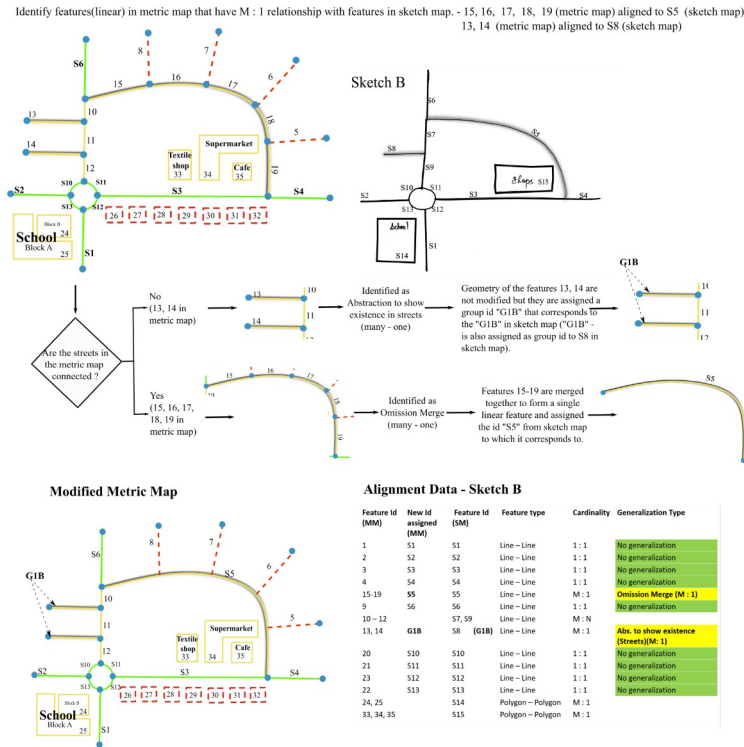 Identify features(linear) in metric map that have M : 1 relationship with features in sketch map. - 15, 16, 17, 18, 19 (metric map) aligned to S5 (sketch map)
13, 14 (metric map) aligned to S8 (sketch map)
8
7
S6
15
16
17
6
13
10
18
5
14
11
12
Textile
shop
33
Supermarket
34
Cafe
35
19
S2
S10
S11
S3
S4
S13
S12
26
27
28
29
30
31
32
Block B
24
School
Block A
25
S1
Sketch B
S6
S7
S5
S8
S9
S10
S11
Shops S15
S2
S3
S4
S13
S12
School
S14
S1
Are the streets in
the metric map
connected ?
No
(13, 14 in
metric map)
13
10
14
11
Identified as
Abstraction to show
existence in streets
(many - one)
Geometry of the features 13, 14 are
not modified but they are assigned a
group id "G1B" that corresponds to
the "G1B" in sketch map ("G1B" -
is also assigned as group id to S8 in
sketch map).
G1B
11
Yes
(15, 16, 17,
18, 19 in
metric map)
15
16
17
18
19
Identified as
Omission Merge
(many - one)
Features 15-19 are merged
together to form a single
linear feature and assigned
the id "S5" from sketch map
to which it corresponds to.
S5
Modified Metric Map
8
7
S6
S5
6
G1B
10
5
11
12
Textile
shop
33
Supermarket
34
Cafe
35
S2
S10
S11
S3
S4
S13
S12
26
27
28
29
30
31
32
Block B
24
School
Block A
25
S1
Alignment Data - Sketch B
Feature Id (MM) New Id assigned (MM) Feature Id (SM) Feature type Cardinality Generalization Type
1 S1 S1 Line – Line 1 : 1 No generalization
2 S2 S2 Line – Line 1 : 1 No generalization
3 S3 S3 Line – Line 1 : 1 No generalization
4 S4 S4 Line – Line 1 : 1 No generalization
15-19 S5 S5 Line – Line M : 1 Omission Merge (M : 1)
9 S6 S6 Line – Line 1 : 1 No generalization
10 – 12 S7, S9 Line – Line M : N
13, 14 G1B S8 (G1B) Line – Line M : 1 Abs. to show existence (Streets)(M: 1)
20 S10 S10 Line – Line 1 : 1 No generalization
21 S11 S11 Line – Line 1 : 1 No generalization
23 S12 S12 Line – Line 1 : 1 No generalization
22 S13 S13 Line – Line 1 : 1 No generalization
24, 25 S14 Polygon – Polygon M : 1
33, 34, 35 S15 Polygon – Polygon M : 1